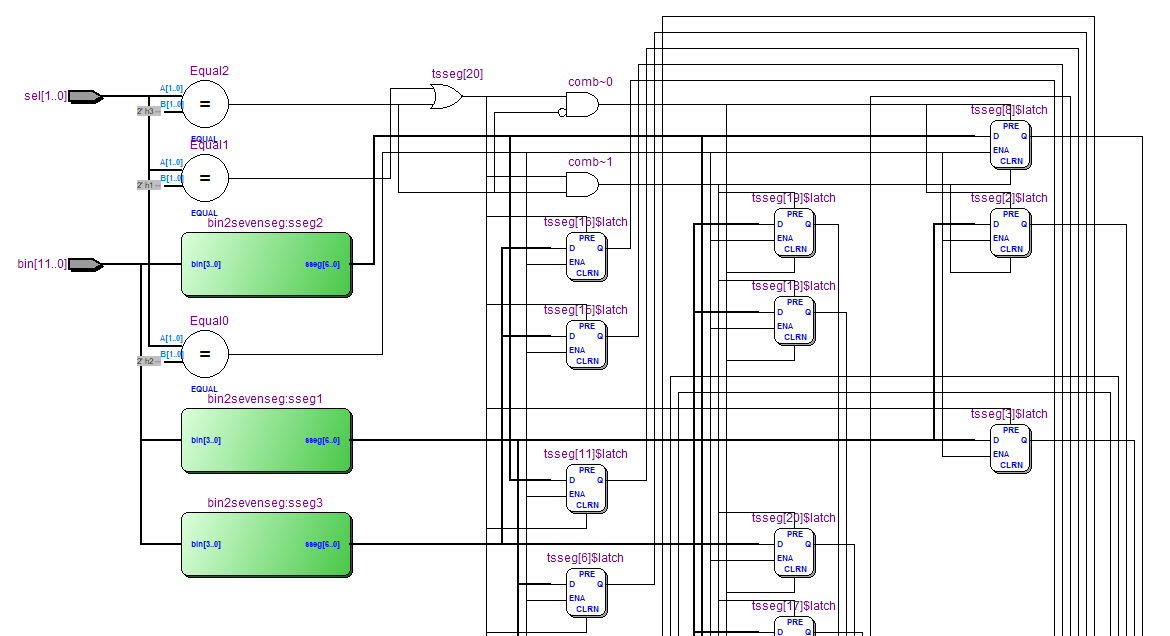 Equal2
sel[1..0]
A[1..0]
B[1..0]
2' h3 --
=
EQUAL
tsseg[20]
comb~0
Equal1
A[1..0]
B[1..0]
2' h1 --
=
EQUAL
comb~1
bin2sevenseg:sseg2
bin[3..0]
sseg[6..0]
bin[11..0]
Equal0
A[1..0]
B[1..0]
2' h2 --
=
EQUAL
bin2sevenseg:sseg1
bin[3..0]
sseg[6..0]
bin2sevenseg:sseg3
bin[3..0]
sseg[6..0]
tsseg[16]$latch
PRE
D
Q
ENA
CLRN
tsseg[15]$latch
PRE
D
Q
ENA
CLRN
tsseg[11]$latch
PRE
D
Q
ENA
CLRN
tsseg[6]$latch
PRE
D
Q
ENA
CLRN
tsseg[19]$latch
PRE
D
Q
ENA
CLRN
tsseg[18]$latch
PRE
D
Q
ENA
CLRN
tsseg[20]$latch
PRE
D
Q
ENA
CLRN
tsseg[17]$latch
PRE
D
Q
PRE
D
Q
ENA
CLRN
tsseg[2]$latch
PRE
D
Q
ENA
CLRN
tsseg[3]$latch
PRE
D
Q
ENA
CLRN